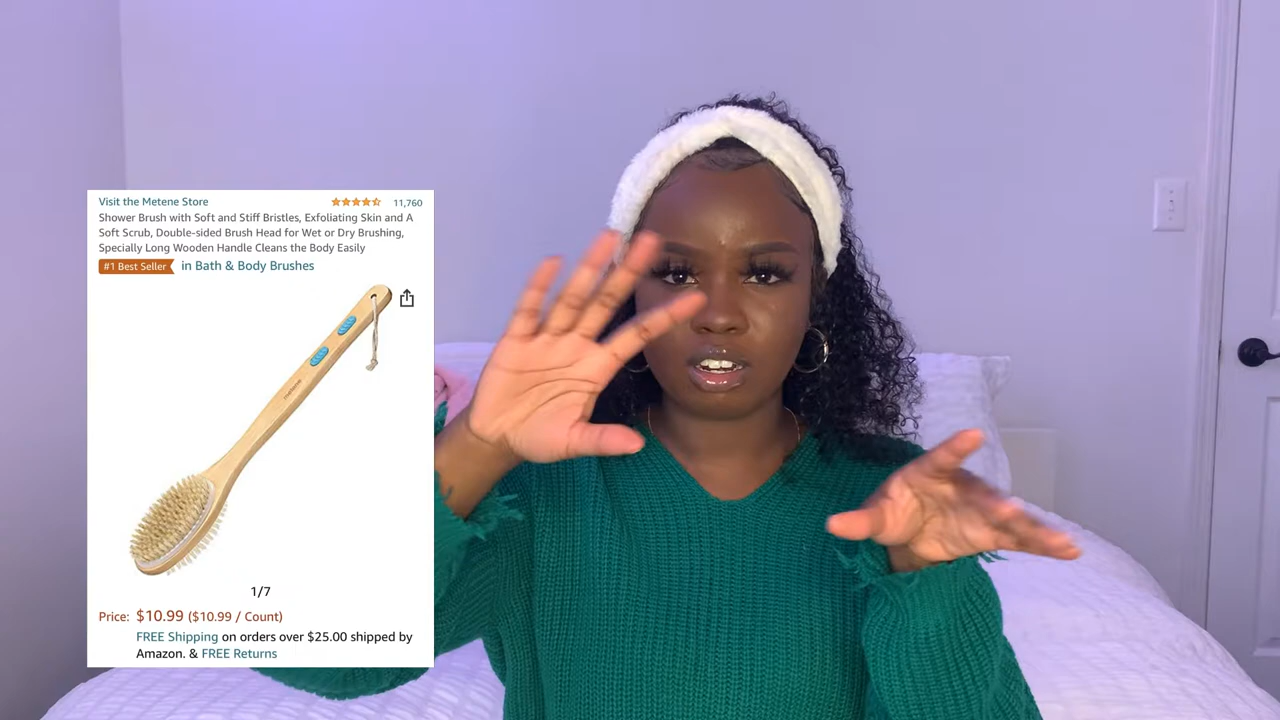 Visit the Metene Store 11,760
Shower Brush with Soft and Stiff Bristles, Exfoliating Skin and A
Soft Scrub, Double-sided Brush Head for Wet or Dry Brushing,
Specially Long Wooden Handle Cleans the Body Easily
#1 Best Seller in Bath & Body Brushes
metene
1/7
Price: $10.99 ($10.99 / Count)
FREE Shipping on orders over $25.00 shipped by
Amazon. & FREE Returns